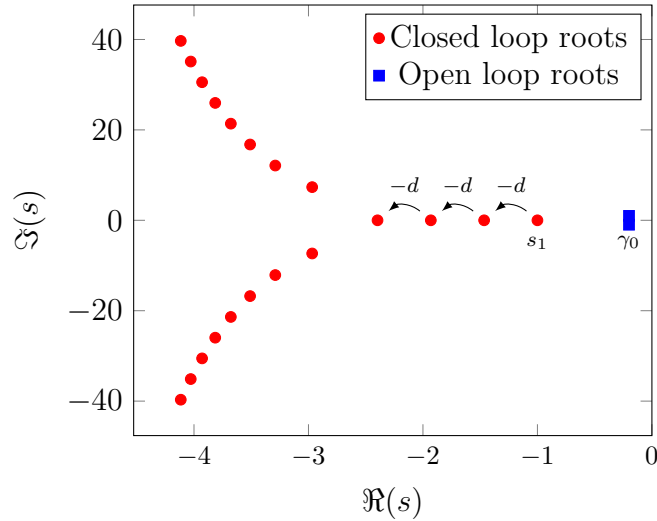 Closed loop roots
Open loop roots
40
20
0
−20
−40
ℑ(s)
−d −d −d
s₁
γ₀
−4 −3 −2 −1 0
ℜ(s)